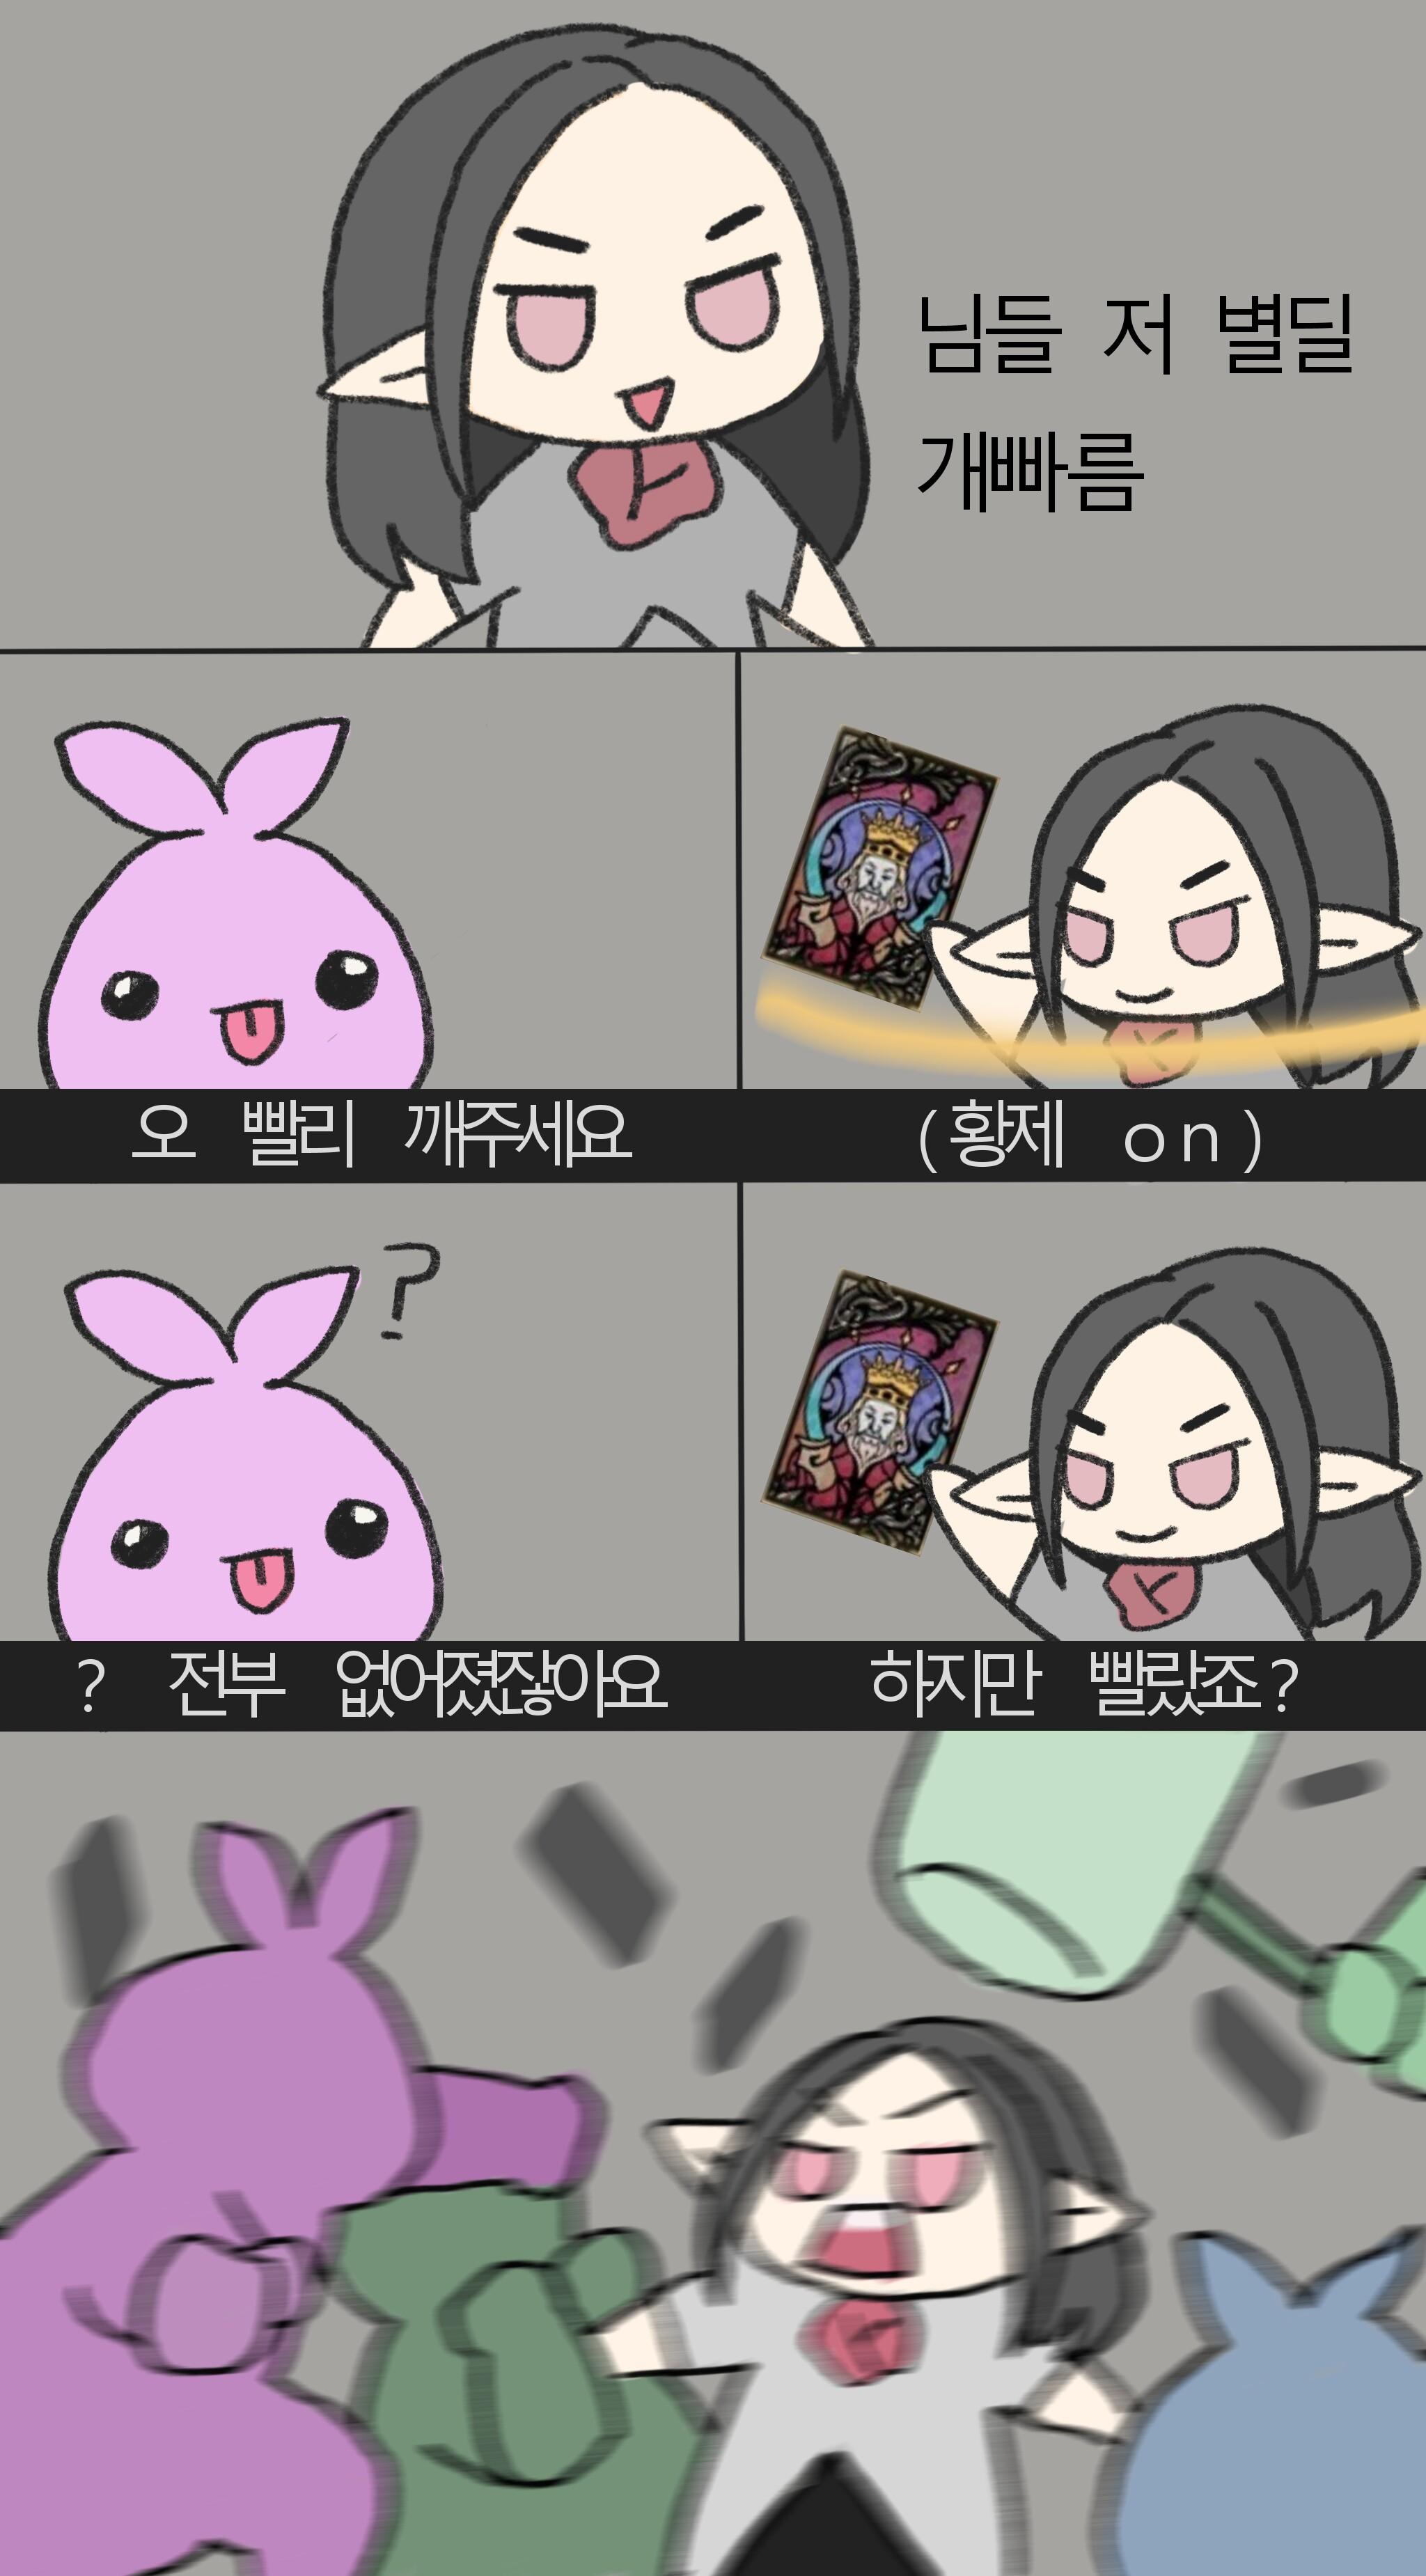 님들 저 별딜
개빠름
오 빨리 깨주세요
(황제 on)
?
? 전부 없어졌잖아요
하지만 빨랐죠?